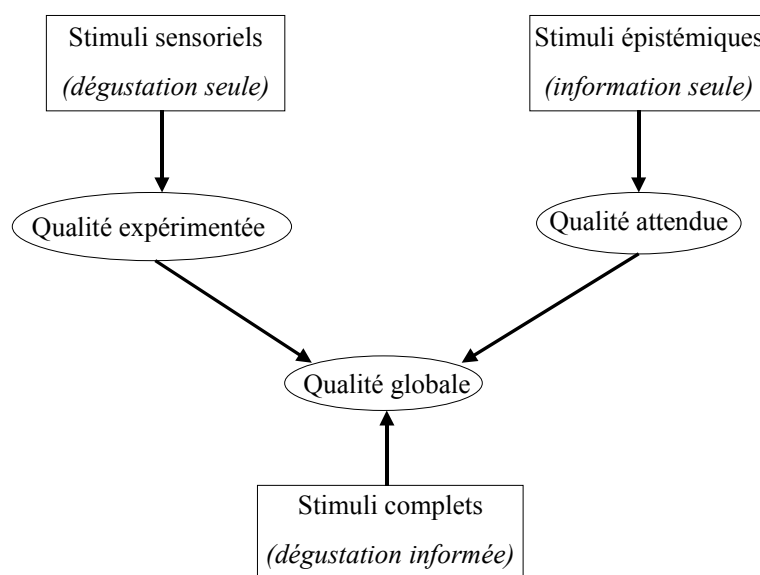 Stimuli sensoriels
(dégustation seule)
Stimuli épistémiques
(information seule)
Qualité expérimentée
Qualité attendue
Qualité globale
Stimuli complets
(dégustation informée)